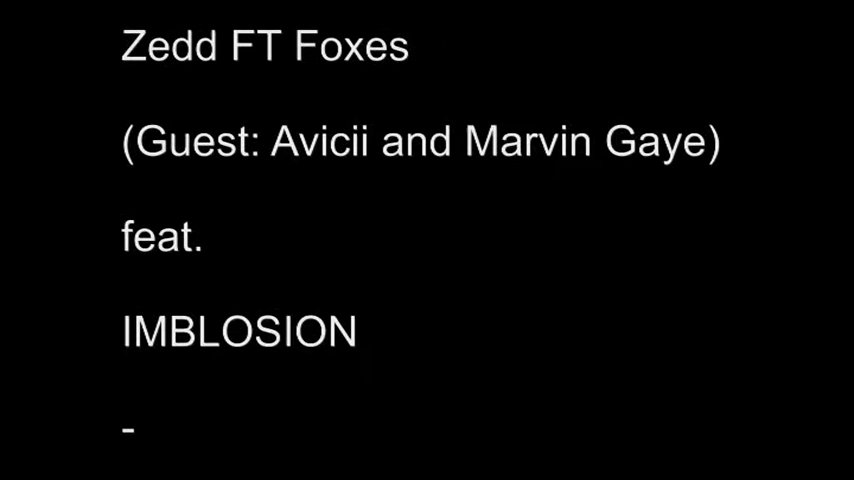 Zedd FT Foxes
(Guest: Avicii and Marvin Gaye)
feat.
IMBLOSION
-